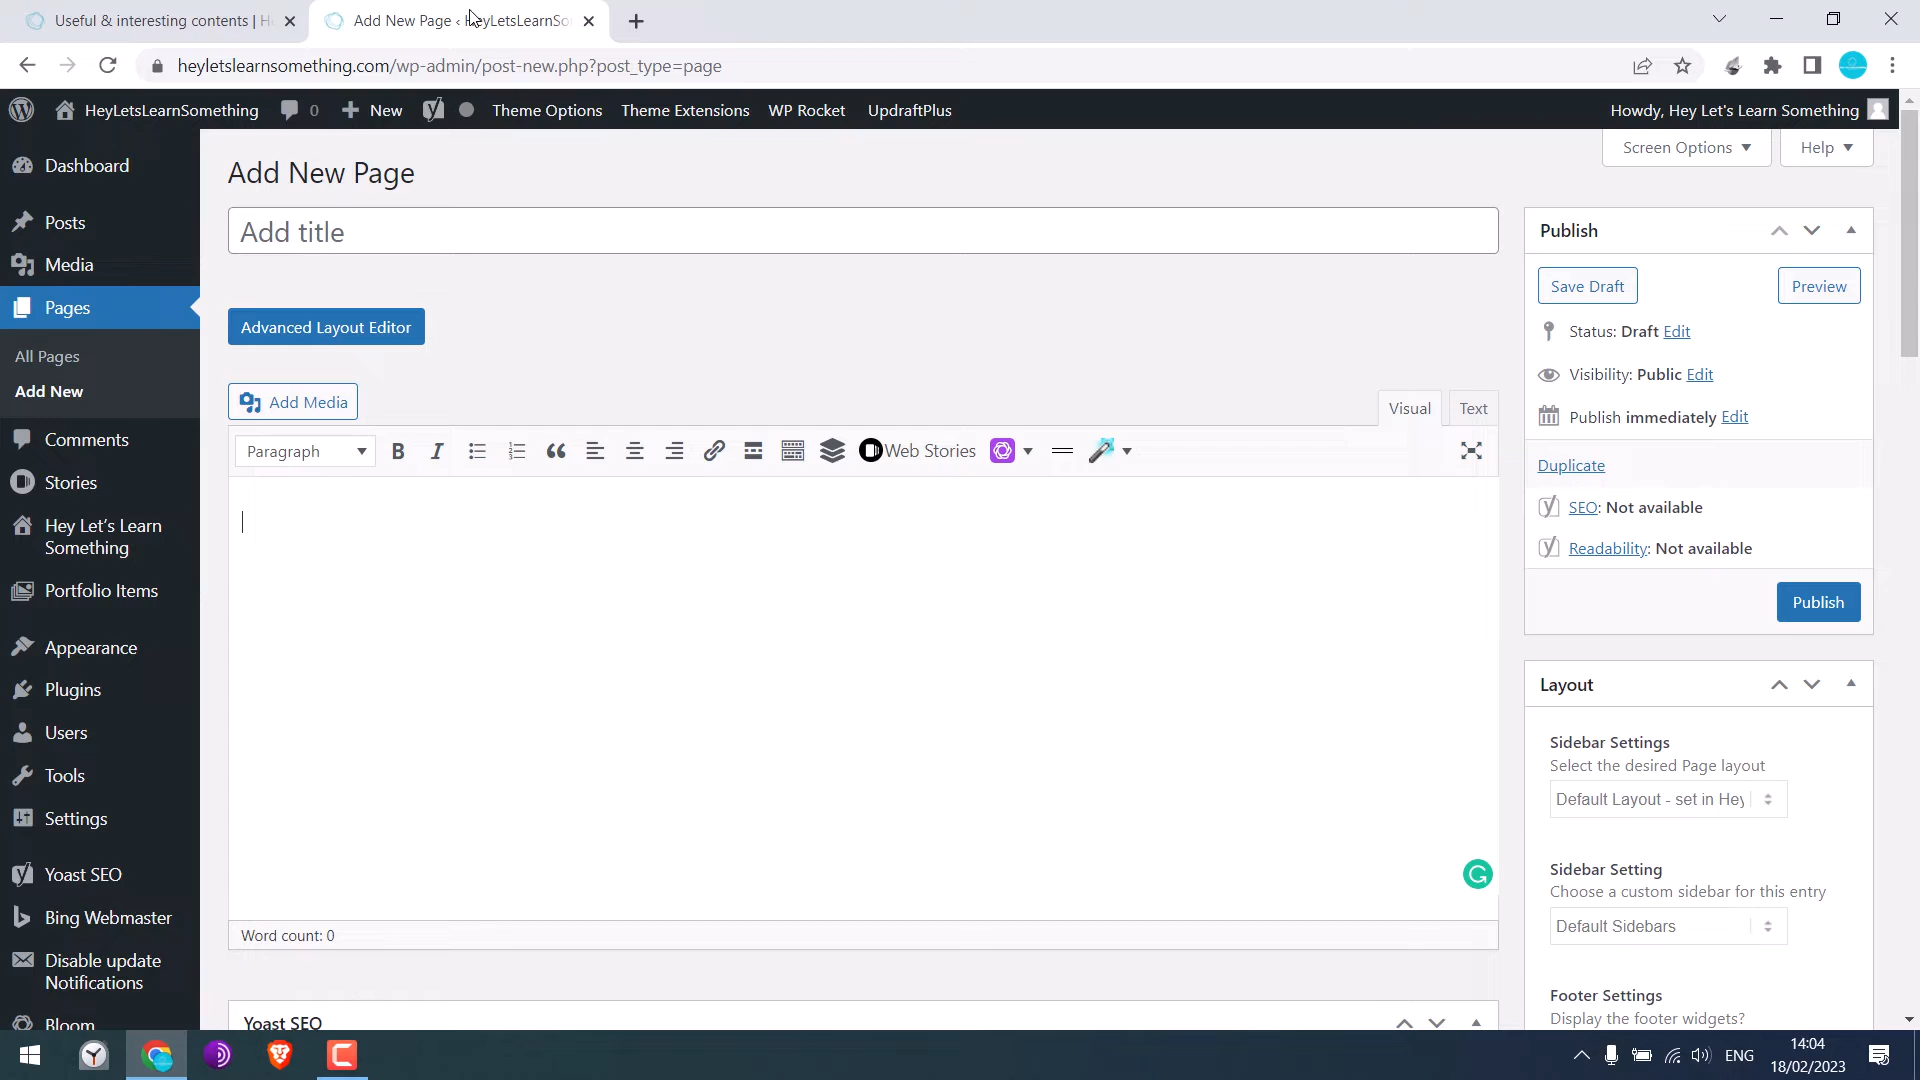 Useful & interesting contents | H
Add New Page ‹ HeyLetsLearnSo
heyletslearnsomething.com/wp-admin/post-new.php?post_type=page
HeyLetsLearnSomething
0
New
Theme Options
Theme Extensions
WP Rocket
UpdraftPlus
Howdy, Hey Let's Learn Something
Screen Options
Help
Dashboard
Posts
Media
Pages
All Pages
Add New
Comments
Stories
Hey Let's Learn
Something
Portfolio Items
Appearance
Plugins
Users
Tools
Settings
Yoast SEO
Bing Webmaster
Disable update
Notifications
Bloom
Add New Page
Add title
Advanced Layout Editor
Add Media
Visual
Text
Paragraph
Web Stories
Word count: 0
Yoast SEO
Publish
Save Draft
Preview
Status: Draft Edit
Visibility: Public Edit
Publish immediately Edit
Duplicate
SEO: Not available
Readability: Not available
Publish
Layout
Sidebar Settings
Select the desired Page layout
Default Layout - set in Hey
Sidebar Setting
Choose a custom sidebar for this entry
Default Sidebars
Footer Settings
Display the footer widgets?
ENG
14:04
18/02/2023